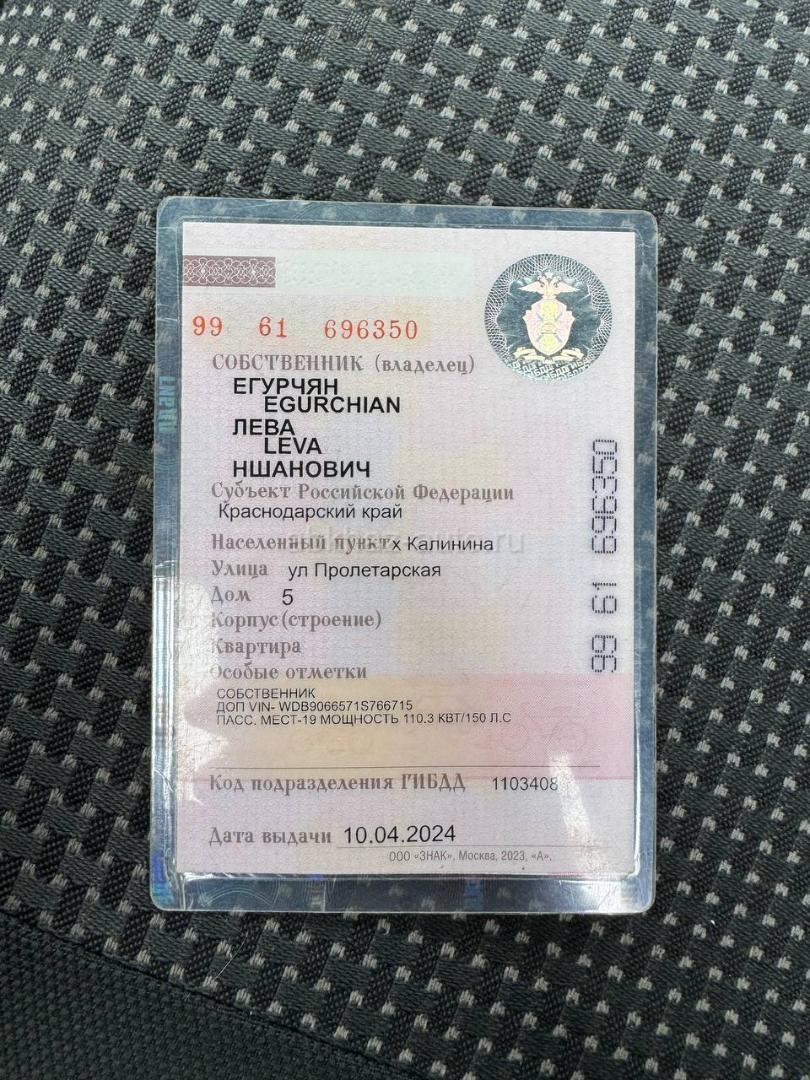 99 61 696350
СОБСТВЕННИК (владелец)
ЕГУРЧЯН
EGURCHIAN
ЛЕВА
LEVA
НШАНОВИЧ
Субъект Российской Федерации
Краснодарский край
Населенный пункт х Калинина
Улица ул Пролетарская
Дом 5
Корпус (строение)
Квартира
Особые отметки
СОБСТВЕННИК
ДОП VIN- WDB9066571S766715
ПАСС. МЕСТ-19 МОЩНОСТЬ 110.3 КВТ/150 Л.С
Код подразделения ГИБДД 1103408
Дата выдачи 10.04.2024
ООО «ЗНАК», Москва, 2023, «А».
99 61 696350